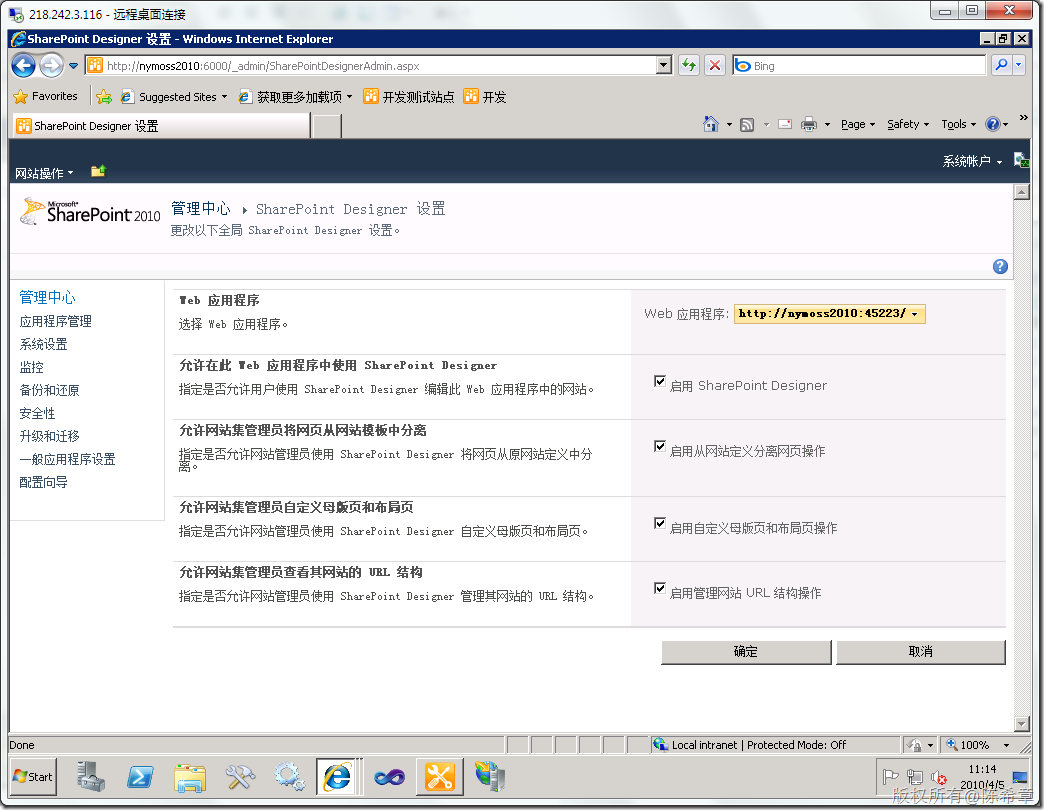 218.242.3.116 - 远程桌面连接
SharePoint Designer 设置 - Windows Internet Explorer
http://nymoss2010:6000/_admin/SharePointDesignerAdmin.aspx
Bing
Favorites
Suggested Sites
获取更多加载项
开发测试站点
开发
SharePoint Designer 设置
Page
Safety
Tools
网站操作
系统帐户
Microsoft
SharePoint 2010
管理中心 SharePoint Designer 设置
更改以下全局 SharePoint Designer 设置。
管理中心
应用程序管理
系统设置
监控
备份和还原
安全性
升级和迁移
一般应用程序设置
配置向导
Web 应用程序
选择 Web 应用程序。
Web 应用程序: http://nymoss2010:45223/
允许在此 Web 应用程序中使用 SharePoint Designer
指定是否允许用户使用 SharePoint Designer 编辑此 Web 应用程序中的网站。
启用 SharePoint Designer
允许网站集管理员将网页从网站模板中分离
指定是否允许网站管理员使用 SharePoint Designer 将网页从原网站定义中分
离。
启用从网站定义分离网页操作
允许网站集管理员自定义母版页和布局页
指定是否允许网站管理员使用 SharePoint Designer 自定义母版页和布局页。
启用自定义母版页和布局页操作
允许网站集管理员查看其网站的 URL 结构
指定是否允许网站管理员使用 SharePoint Designer 管理其网站的 URL 结构。
启用管理网站 URL 结构操作
确定
取消
Done
Local intranet | Protected Mode: Off
100%
Start
11:14
2010/4/5
版权所有@陈希章